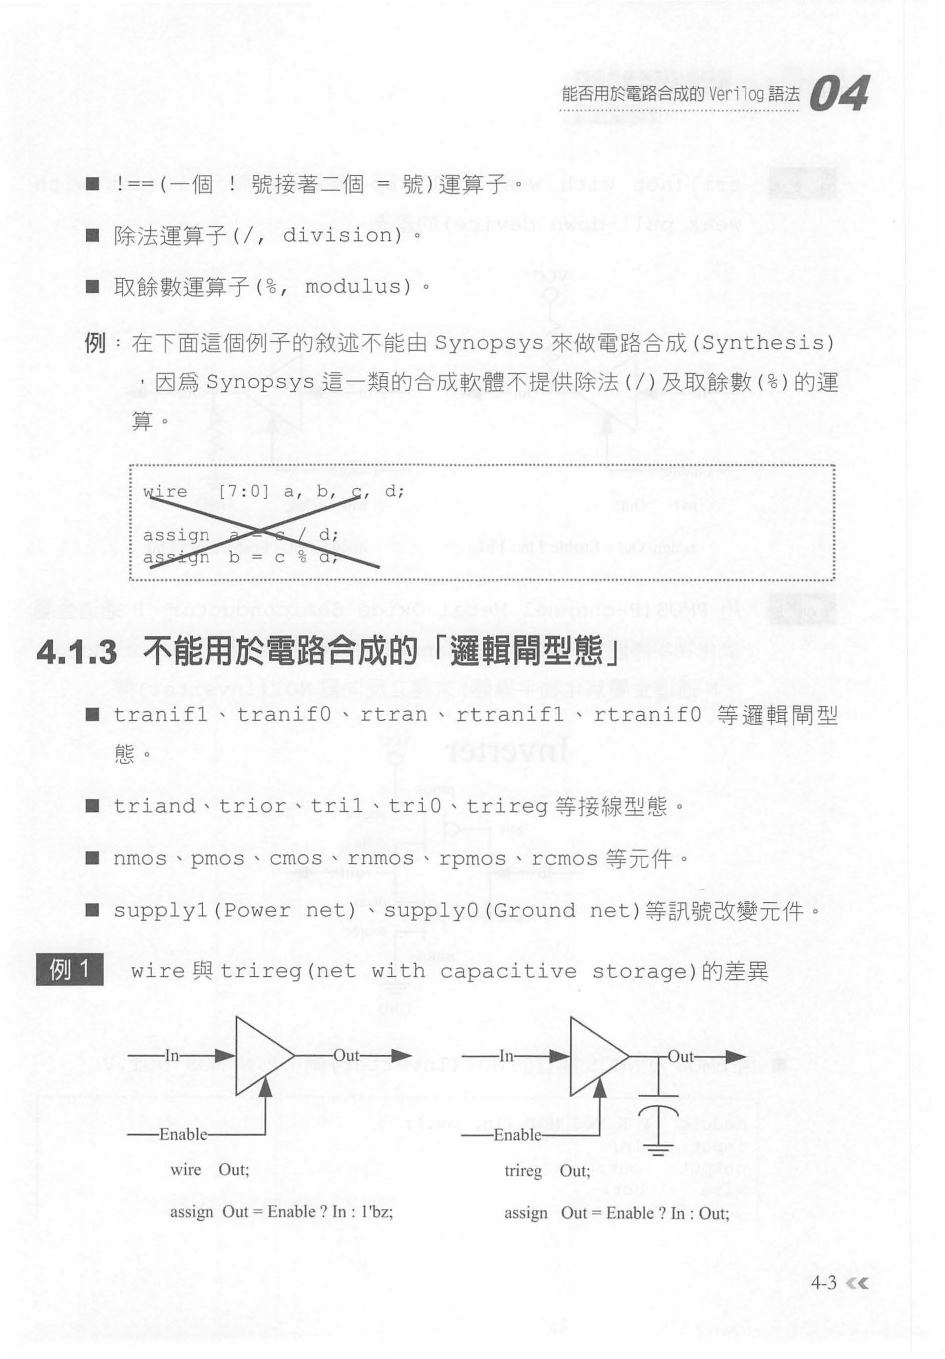 能否用於電路合成的 Verilog 語法 04
■ !==(一個 ! 號接著二個 = 號)運算子。
■ 除法運算子(/, division)。
■ 取餘數運算子(%, modulus)。
例：在下面這個例子的敘述不能由 Synopsys 來做電路合成(Synthesis)
，因為 Synopsys 這一類的合成軟體不提供除法(/)及取餘數(%)的運
算。
wire [7:0] a, b, c, d;
assign a = c / d;
assign b = c % d;
4.1.3 不能用於電路合成的「邏輯閘型態」
■ tranif1、tranif0、rtran、rtranif1、rtranif0 等邏輯閘型
態。
■ triand、trior、tri1、tri0、trireg 等接線型態。
■ nmos、pmos、cmos、rnmos、rpmos、rcmos 等元件。
■ supply1(Power net)、supply0(Ground net)等訊號改變元件。
例 1 wire 與 trireg(net with capacitive storage)的差異
In Out In Out
Enable Enable
wire Out; trireg Out;
assign Out = Enable ? In : 1'bz; assign Out = Enable ? In : Out;
4-3